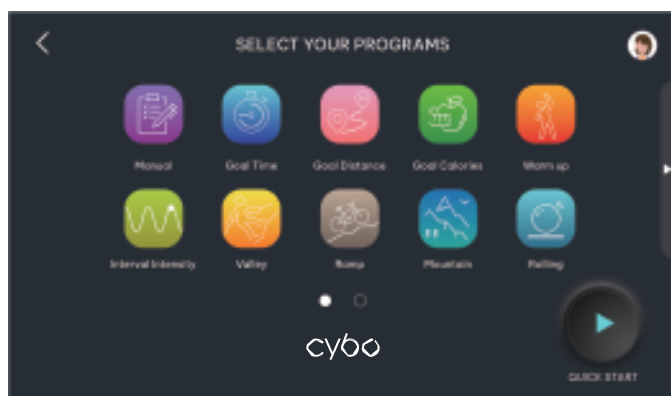 SELECT YOUR PROGRAMS
Manual
Goal Time
Goal Distance
Goal Calories
Warm up
Interval Intensity
Valley
Ramp
Mountain
Rolling
cybo
QUICK START